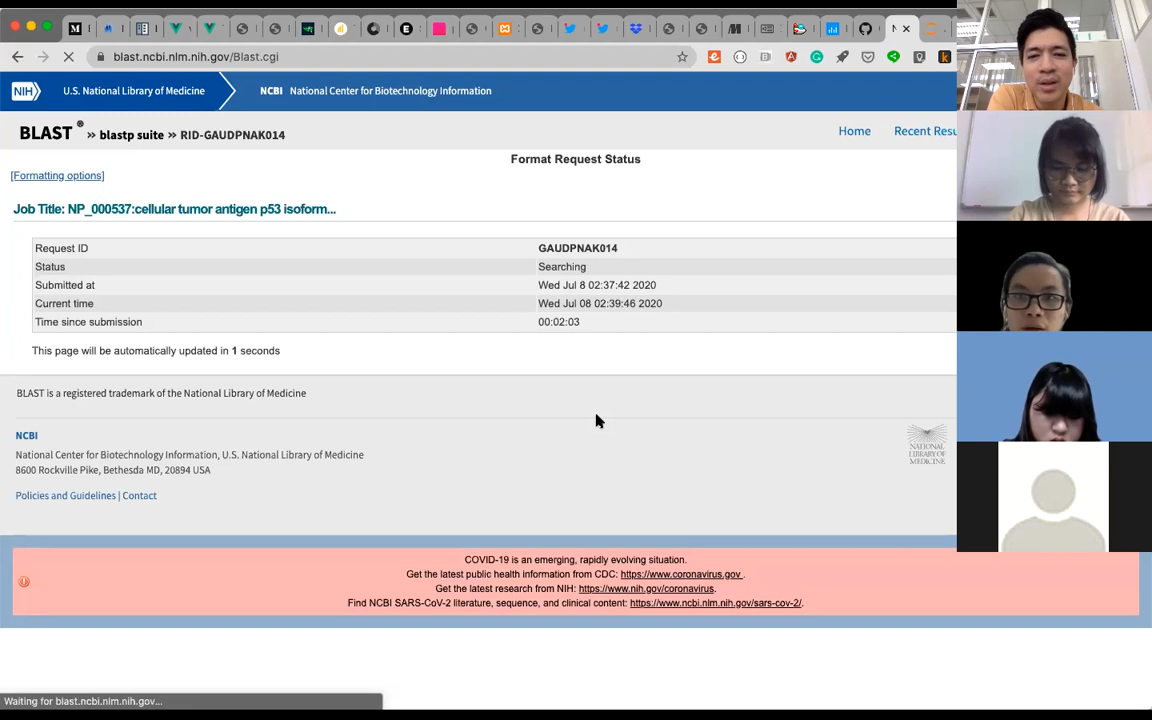 blast.ncbi.nlm.nih.gov/Blast.cgi
NIH U.S. National Library of Medicine NCBI National Center for Biotechnology Information
BLAST ® » blastp suite » RID-GAUDPNAK014 Home Recent Resu
Format Request Status
[Formatting options]
Job Title: NP_000537:cellular tumor antigen p53 isoform...
Request ID GAUDPNAK014
Status Searching
Submitted at Wed Jul 8 02:37:42 2020
Current time Wed Jul 08 02:39:46 2020
Time since submission 00:02:03
This page will be automatically updated in 1 seconds
BLAST is a registered trademark of the National Library of Medicine
NCBI
National Center for Biotechnology Information, U.S. National Library of Medicine
8600 Rockville Pike, Bethesda MD, 20894 USA
Policies and Guidelines | Contact
NATIONAL
LIBRARY OF
MEDICINE
COVID-19 is an emerging, rapidly evolving situation.
Get the latest public health information from CDC: https://www.coronavirus.gov .
Get the latest research from NIH: https://www.nih.gov/coronavirus.
Find NCBI SARS-CoV-2 literature, sequence, and clinical content: https://www.ncbi.nlm.nih.gov/sars-cov-2/.
Waiting for blast.ncbi.nlm.nih.gov...